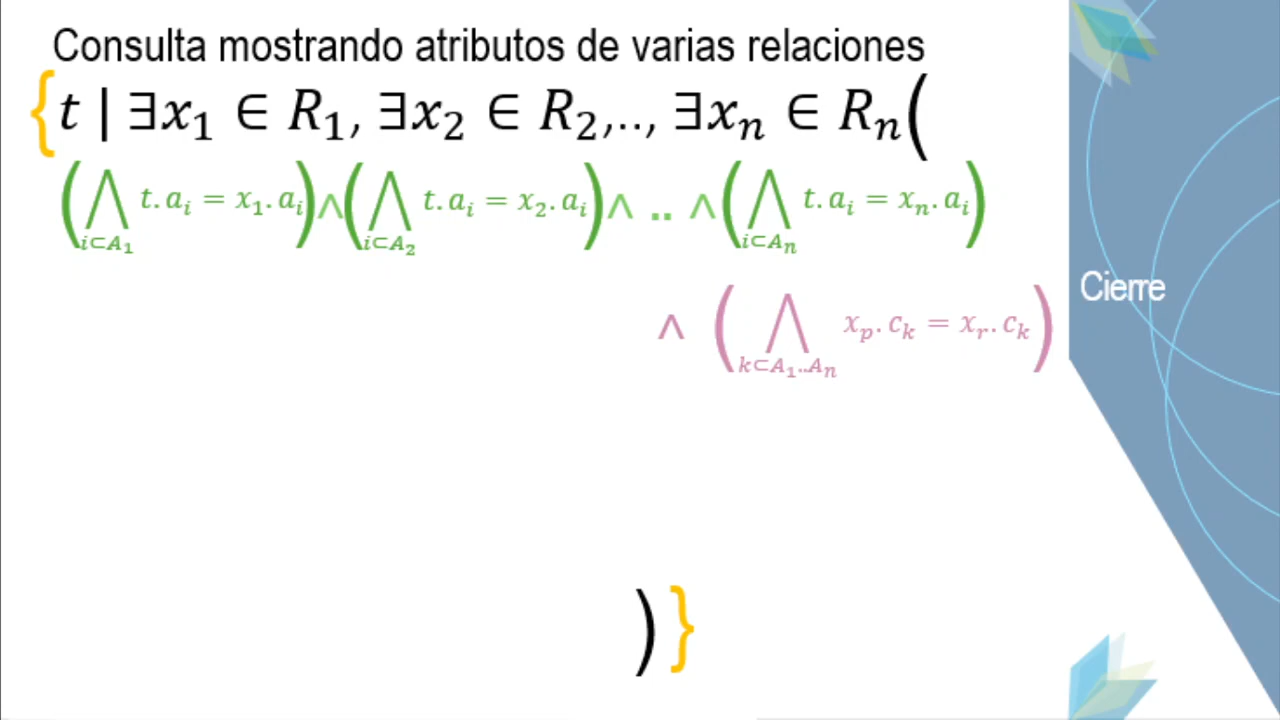 Consulta mostrando atributos de varias relaciones
{t | ∃x₁ ∈ R₁, ∃x₂ ∈ R₂,.., ∃xₙ ∈ Rₙ(
(⋀_{i⊂A₁} t.aᵢ = x₁.aᵢ)∧(⋀_{i⊂A₂} t.aᵢ = x₂.aᵢ)∧ .. ∧(⋀_{i⊂Aₙ} t.aᵢ = xₙ.aᵢ)
Cierre
∧ (⋀_{k⊂A₁..Aₙ} xₚ.cₖ = xᵣ.cₖ)
)}